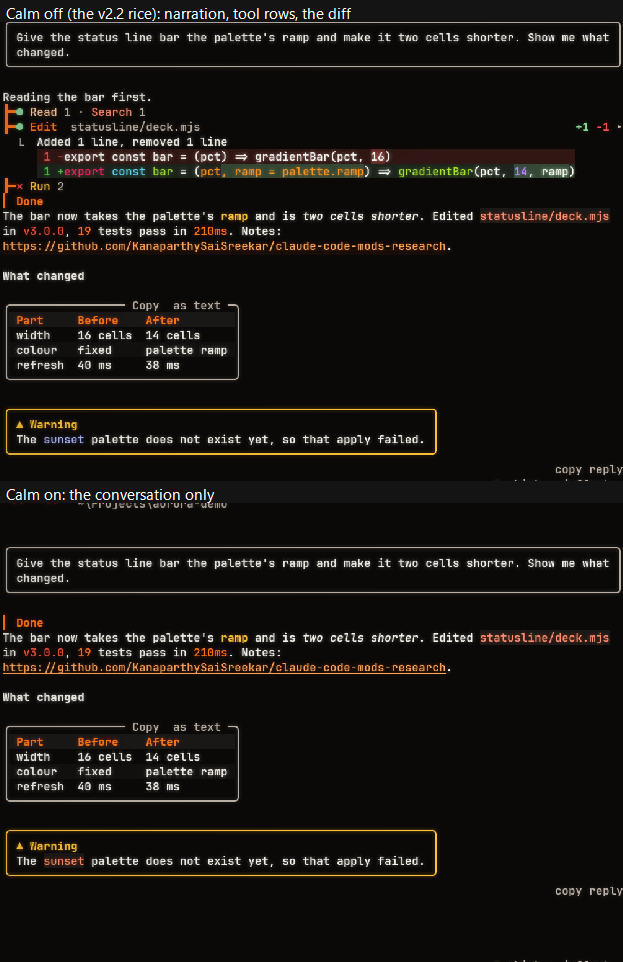 Calm off (the v2.2 rice): narration, tool rows, the diff
Give the status line bar the palette's ramp and make it two cells shorter. Show me what
changed.
Reading the bar first.
Read 1 · Search 1
Edit statusline/deck.mjs +1 -1
Added 1 line, removed 1 line
1 -export const bar = (pct) => gradientBar(pct, 16)
1 +export const bar = (pct, ramp = palette.ramp) => gradientBar(pct, 14, ramp)
× Run 2
Done
The bar now takes the palette's ramp and is two cells shorter. Edited statusline/deck.mjs
in v3.0.0, 19 tests pass in 210ms. Notes:
https://github.com/KanaparthySaiSreekar/claude-code-mods-research.
What changed
Copy as text
Part Before After
width 16 cells 14 cells
colour fixed palette ramp
refresh 40 ms 38 ms
▲ Warning
The sunset palette does not exist yet, so that apply failed.
copy reply
Calm on: the conversation only
~\Projects\aurora-demo
Give the status line bar the palette's ramp and make it two cells shorter. Show me what
changed.
Done
The bar now takes the palette's ramp and is two cells shorter. Edited statusline/deck.mjs
in v3.0.0, 19 tests pass in 210ms. Notes:
https://github.com/KanaparthySaiSreekar/claude-code-mods-research.
What changed
Copy as text
Part Before After
width 16 cells 14 cells
colour fixed palette ramp
refresh 40 ms 38 ms
▲ Warning
The sunset palette does not exist yet, so that apply failed.
copy reply